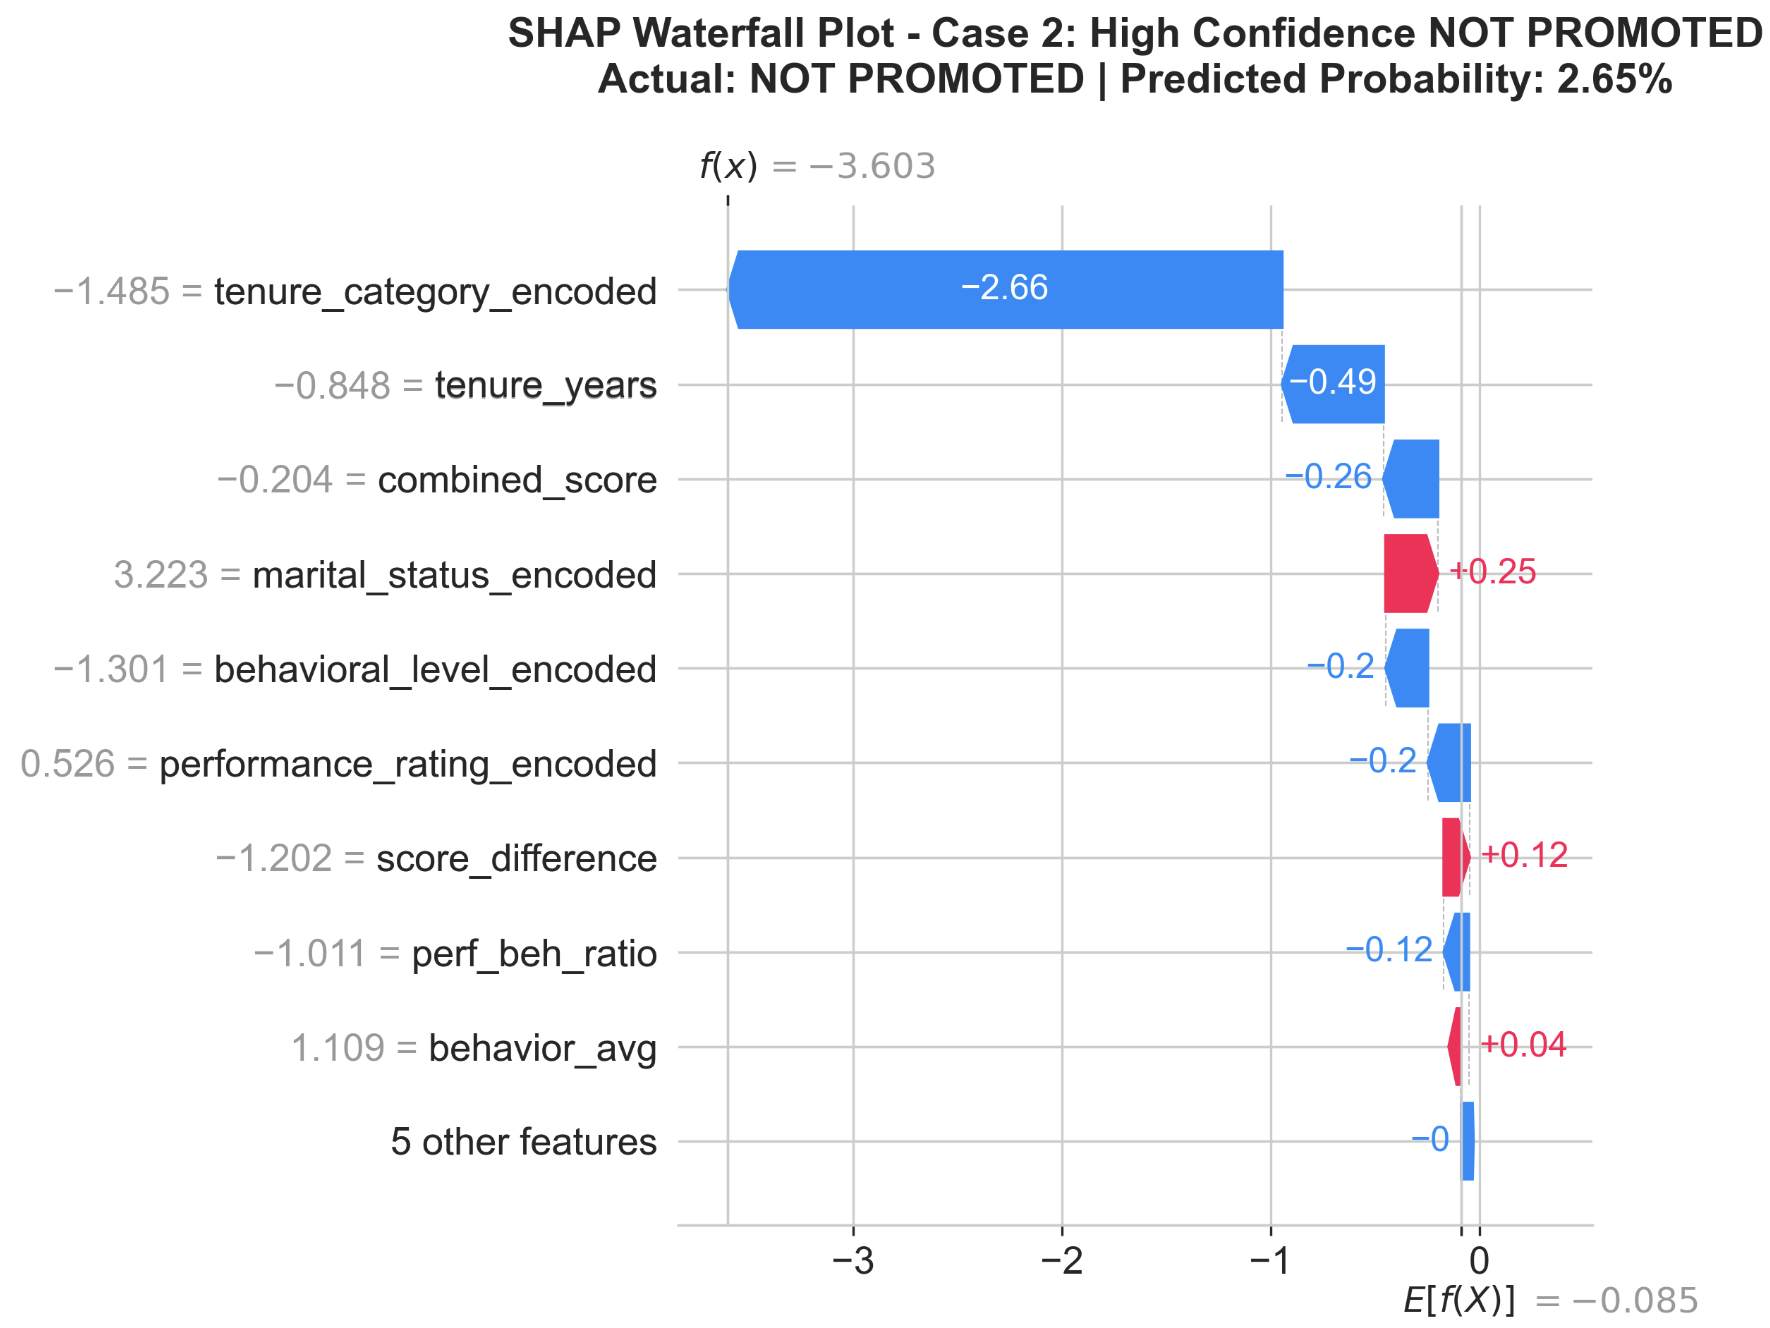 SHAP Waterfall Plot - Case 2: High Confidence NOT PROMOTED
Actual: NOT PROMOTED | Predicted Probability: 2.65%
f(x) = −3.603
−1.485 = tenure_category_encoded
−2.66
−0.848 = tenure_years
−0.49
−0.204 = combined_score
−0.26
3.223 = marital_status_encoded
+0.25
−1.301 = behavioral_level_encoded
−0.2
0.526 = performance_rating_encoded
−0.2
−1.202 = score_difference
+0.12
−1.011 = perf_beh_ratio
−0.12
1.109 = behavior_avg
+0.04
5 other features
−0
−3 −2 −1 0
E[f(X)] = −0.085